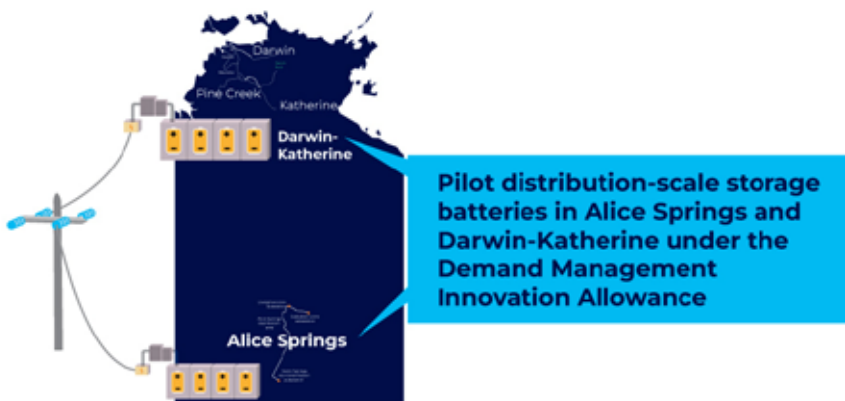 Darwin
Pine Creek
Katherine
Darwin-
Katherine
Pilot distribution-scale storage
batteries in Alice Springs and
Darwin-Katherine under the
Demand Management
Innovation Allowance
Alice Springs